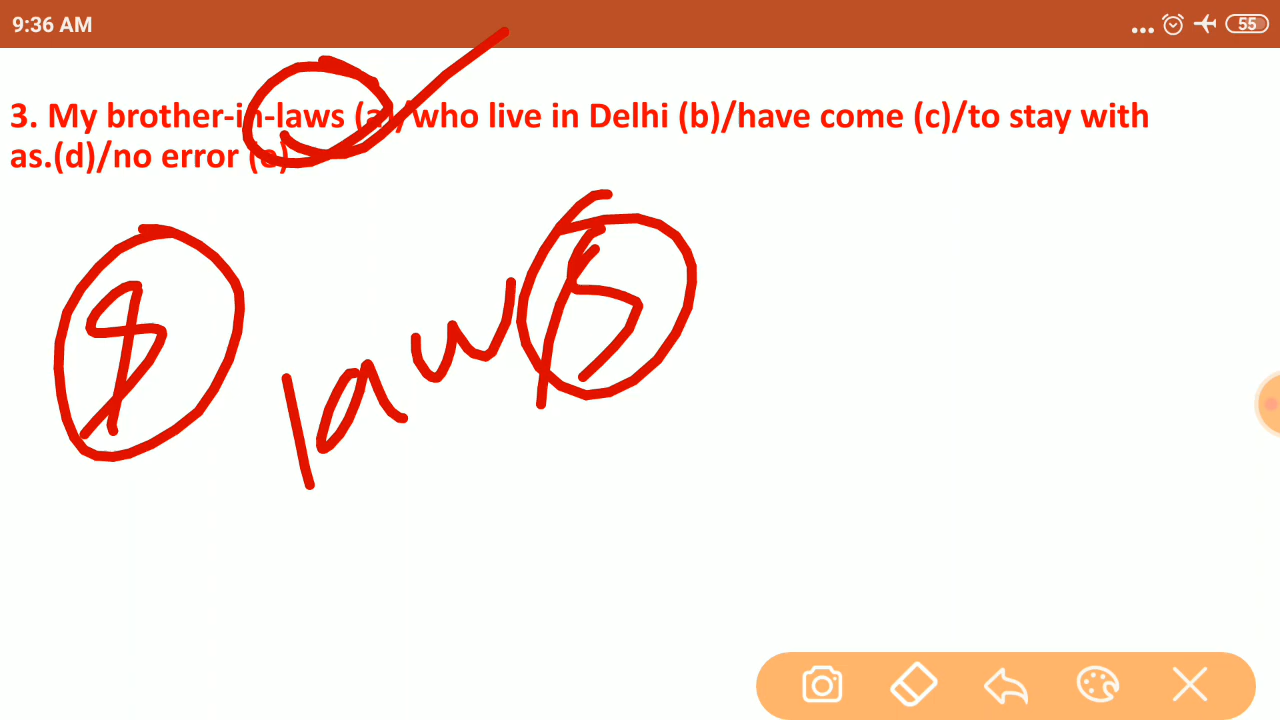 9:36 AM
55
3. My brother-in-laws (a)/who live in Delhi (b)/have come (c)/to stay with
as.(d)/no error (e)
laws